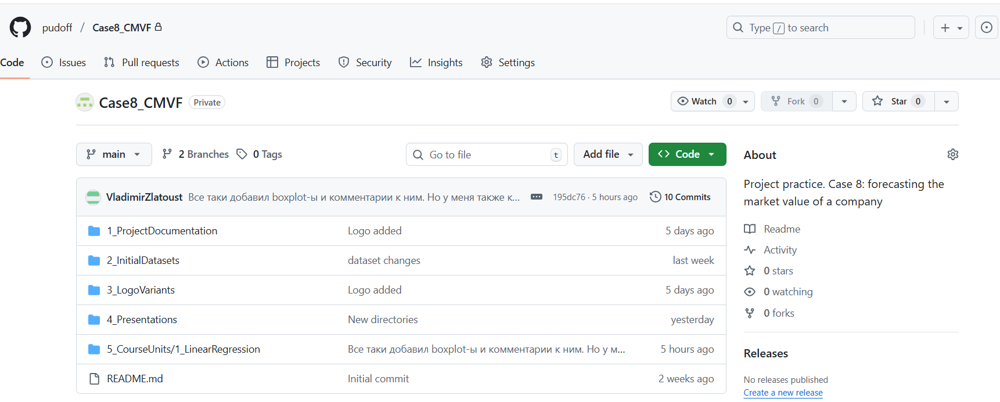 pudoff / Case8_CMVF
Type / to search
Code Issues Pull requests Actions Projects Security Insights Settings
Case8_CMVF Private
Watch 0 Fork 0 Star 0
main 2 Branches 0 Tags
Go to file t Add file Code
VladimirZlatoust Все таки добавил boxplot-ы и комментарии к ним. Но у меня также к... 195dc76 · 5 hours ago 10 Commits
1_ProjectDocumentation Logo added 5 days ago
2_InitialDatasets dataset changes last week
3_LogoVariants Logo added 5 days ago
4_Presentations New directories yesterday
5_CourseUnits/1_LinearRegression Все таки добавил boxplot-ы и комментарии к ним. Но у м... 5 hours ago
README.md Initial commit 2 weeks ago
About
Project practice. Case 8: forecasting the
market value of a company
Readme
Activity
0 stars
0 watching
0 forks
Releases
No releases published
Create a new release